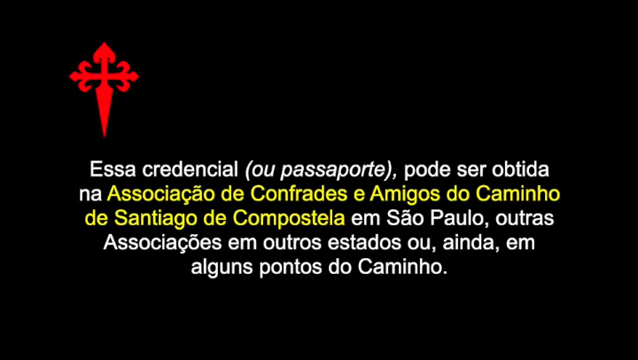 Essa credencial (ou passaporte), pode ser obtida
na Associação de Confrades e Amigos do Caminho
de Santiago de Compostela em São Paulo, outras
Associações em outros estados ou, ainda, em
alguns pontos do Caminho.